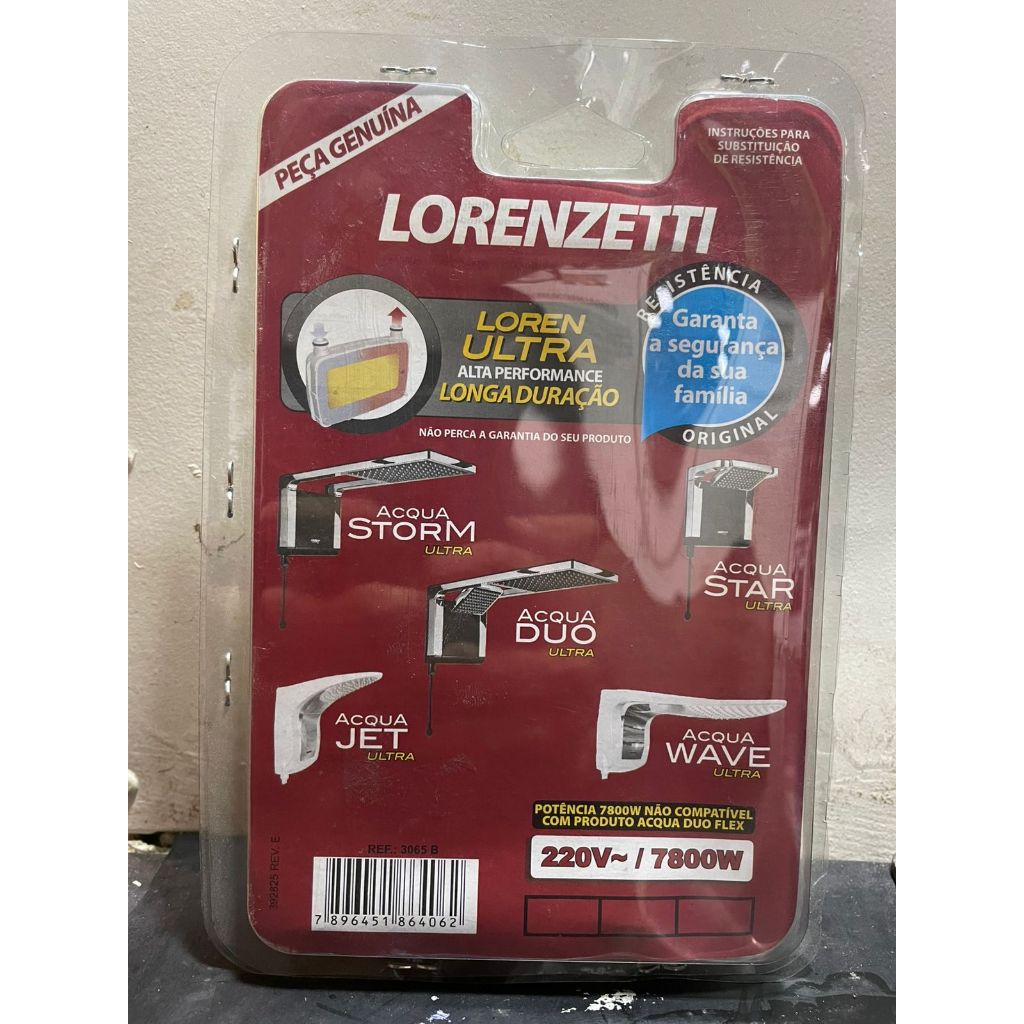 PEÇA GENUÍNA
INSTRUÇÕES PARA
SUBSTITUIÇÃO
DE RESISTÊNCIA
LORENZETTI
RESISTÊNCIA
ORIGINAL
Garanta
a segurança
da sua
família
LOREN
ULTRA
ALTA PERFORMANCE
LONGA DURAÇÃO
NÃO PERCA A GARANTIA DO SEU PRODUTO
ACQUA
STORM
ULTRA
ACQUA
STAR
ULTRA
ACQUA
DUO
ULTRA
ACQUA
JET
ULTRA
ACQUA
WAVE
ULTRA
POTÊNCIA 7800W NÃO COMPATÍVEL
COM PRODUTO ACQUA DUO FLEX
220V~ / 7800W
REF.: 3065 B
7 896451 864062
392825 REV. E